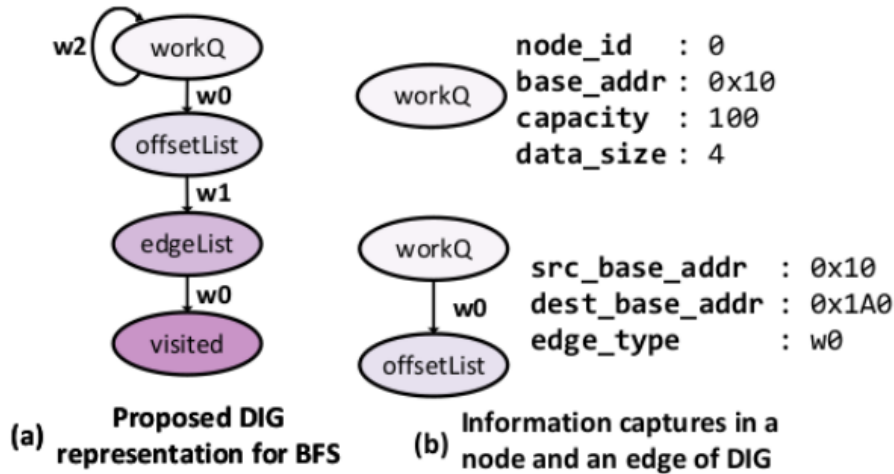 w2
workQ
w0
offsetList
w1
edgeList
w0
visited
(a) Proposed DIG
representation for BFS
workQ
node_id : 0
base_addr : 0x10
capacity : 100
data_size : 4
workQ
w0
offsetList
src_base_addr : 0x10
dest_base_addr : 0x1A0
edge_type : w0
(b) Information captures in a
node and an edge of DIG